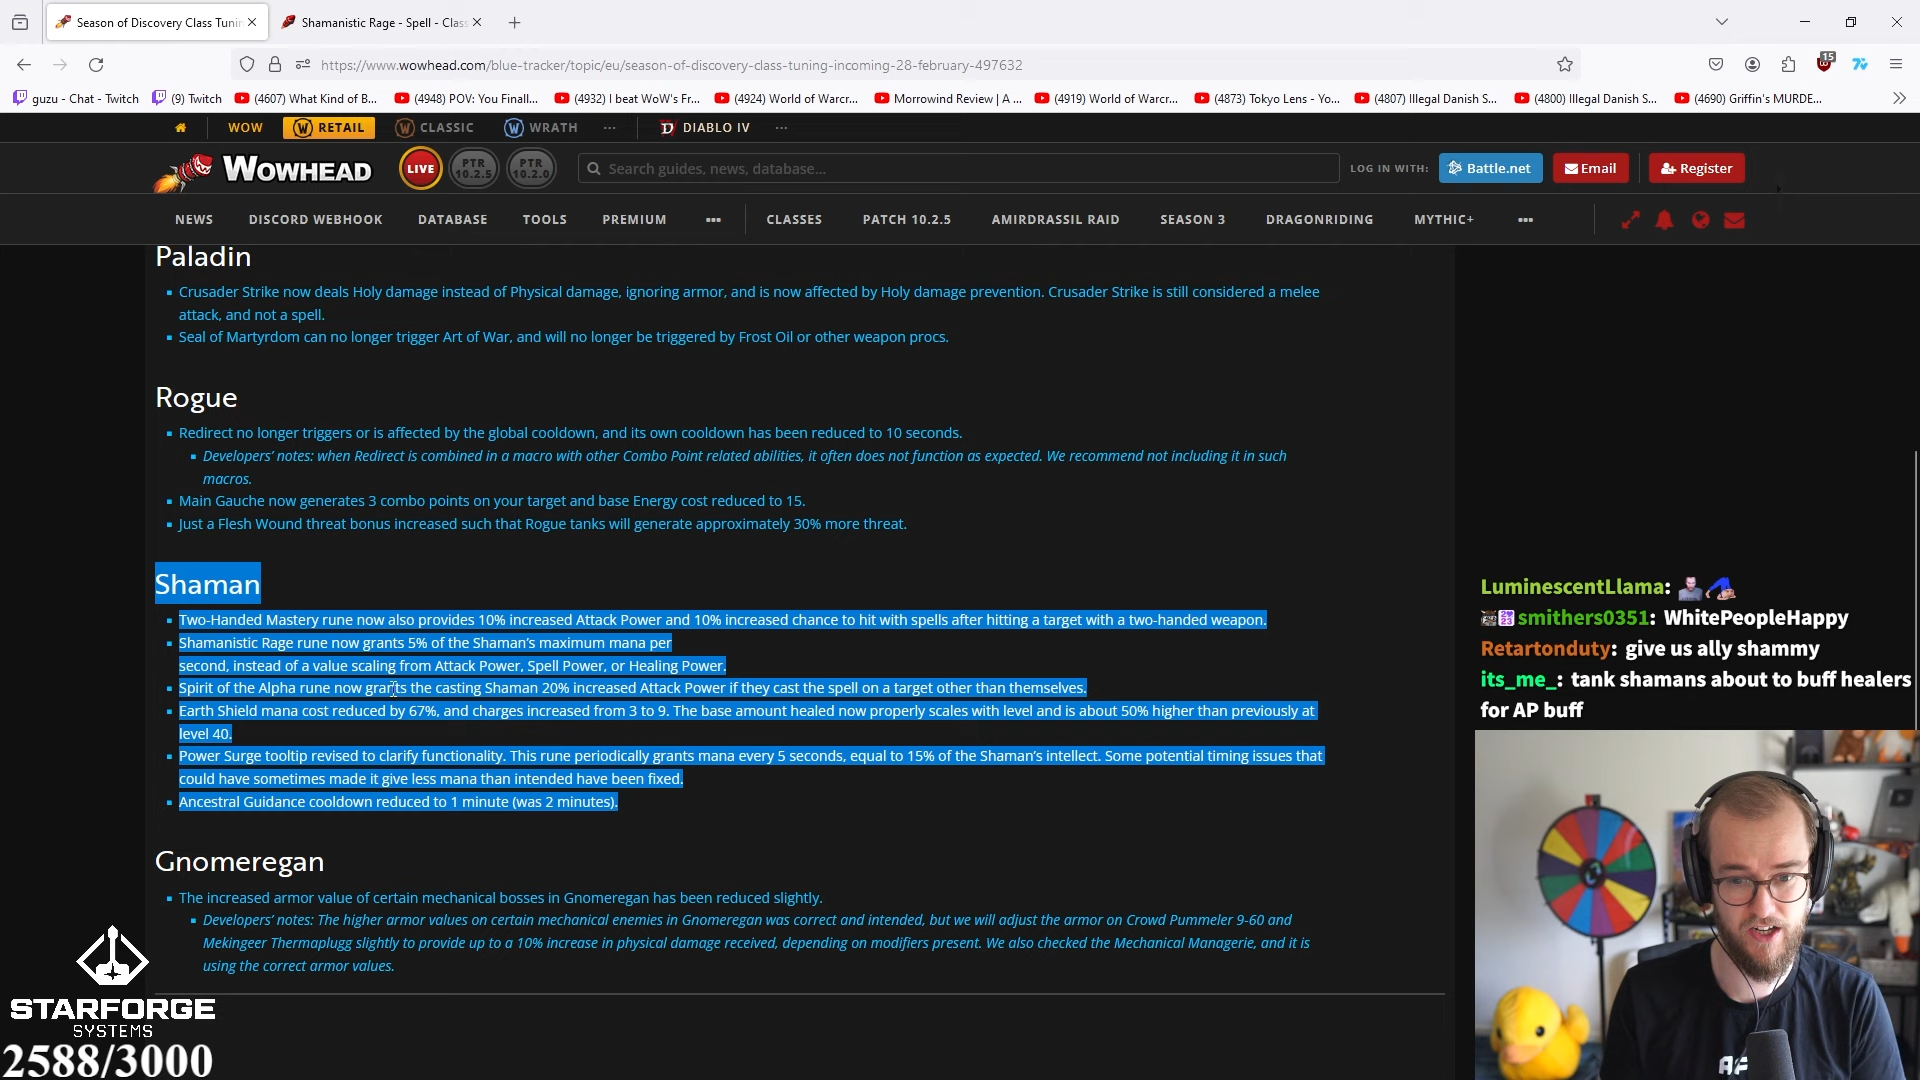 Season of Discovery Class Tuni
Shamanistic Rage - Spell - Clas
https://www.wowhead.com/blue-tracker/topic/eu/season-of-discovery-class-tuning-incoming-28-february-497632
15
guzu - Chat - Twitch
(9) Twitch
(4607) What Kind of B...
(4948) POV: You Finall...
(4932) I beat WoW's Fr...
(4924) World of Warcr...
Morrowind Review | A ...
(4919) World of Warcr...
(4873) Tokyo Lens - Yo...
(4807) Illegal Danish S...
(4800) Illegal Danish S...
(4690) Griffin's MURDE...
WOW
RETAIL
CLASSIC
WRATH
DIABLO IV
WOWHEAD
LIVE
PTR
10.2.5
PTR
10.2.0
Search guides, news, database...
LOG IN WITH:
Battle.net
Email
Register
NEWS
DISCORD WEBHOOK
DATABASE
TOOLS
PREMIUM
CLASSES
PATCH 10.2.5
AMIRDRASSIL RAID
SEASON 3
DRAGONRIDING
MYTHIC+
Paladin
Crusader Strike now deals Holy damage instead of Physical damage, ignoring armor, and is now affected by Holy damage prevention. Crusader Strike is still considered a melee
attack, and not a spell.
Seal of Martyrdom can no longer trigger Art of War, and will no longer be triggered by Frost Oil or other weapon procs.
Rogue
Redirect no longer triggers or is affected by the global cooldown, and its own cooldown has been reduced to 10 seconds.
Developers' notes: when Redirect is combined in a macro with other Combo Point related abilities, it often does not function as expected. We recommend not including it in such
macros.
Main Gauche now generates 3 combo points on your target and base Energy cost reduced to 15.
Just a Flesh Wound threat bonus increased such that Rogue tanks will generate approximately 30% more threat.
Shaman
Two-Handed Mastery rune now also provides 10% increased Attack Power and 10% increased chance to hit with spells after hitting a target with a two-handed weapon.
Shamanistic Rage rune now grants 5% of the Shaman's maximum mana per
second, instead of a value scaling from Attack Power, Spell Power, or Healing Power.
Spirit of the Alpha rune now grants the casting Shaman 20% increased Attack Power if they cast the spell on a target other than themselves.
Earth Shield mana cost reduced by 67%, and charges increased from 3 to 9. The base amount healed now properly scales with level and is about 50% higher than previously at
level 40.
Power Surge tooltip revised to clarify functionality. This rune periodically grants mana every 5 seconds, equal to 15% of the Shaman's intellect. Some potential timing issues that
could have sometimes made it give less mana than intended have been fixed.
Ancestral Guidance cooldown reduced to 1 minute (was 2 minutes).
Gnomeregan
The increased armor value of certain mechanical bosses in Gnomeregan has been reduced slightly.
Developers' notes: The higher armor values on certain mechanical enemies in Gnomeregan was correct and intended, but we will adjust the armor on Crowd Pummeler 9-60 and
Mekingeer Thermaplugg slightly to provide up to a 10% increase in physical damage received, depending on modifiers present. We also checked the Mechanical Managerie, and it is
using the correct armor values.
LuminescentLlama:
smithers0351: WhitePeopleHappy
Retartonduty: give us ally shammy
its_me_: tank shamans about to buff healers
for AP buff
STARFORGE
SYSTEMS
2588/3000